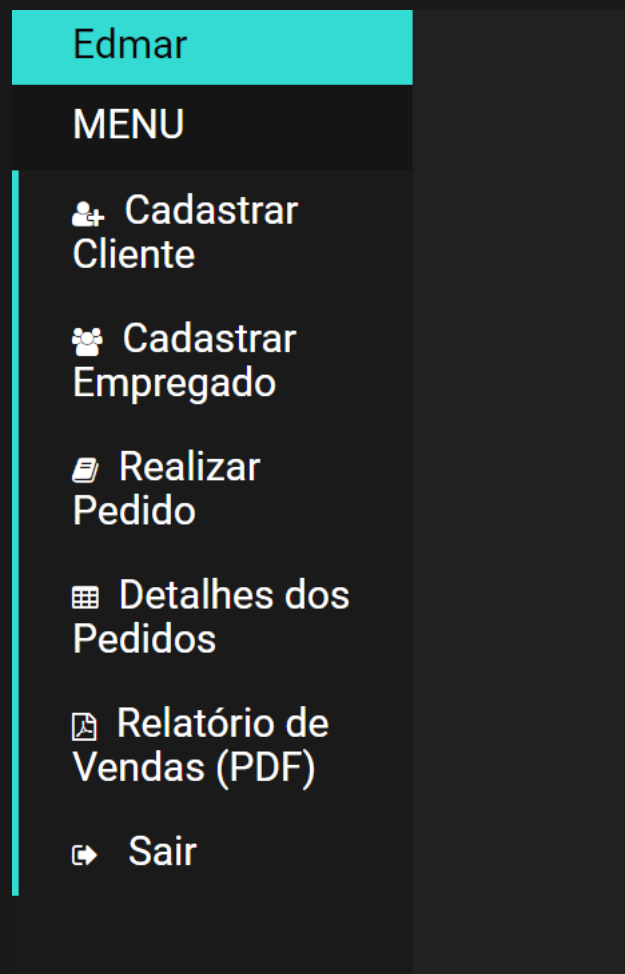 Edmar
MENU
Cadastrar
Cliente
Cadastrar
Empregado
Realizar
Pedido
Detalhes dos
Pedidos
Relatório de
Vendas (PDF)
Sair